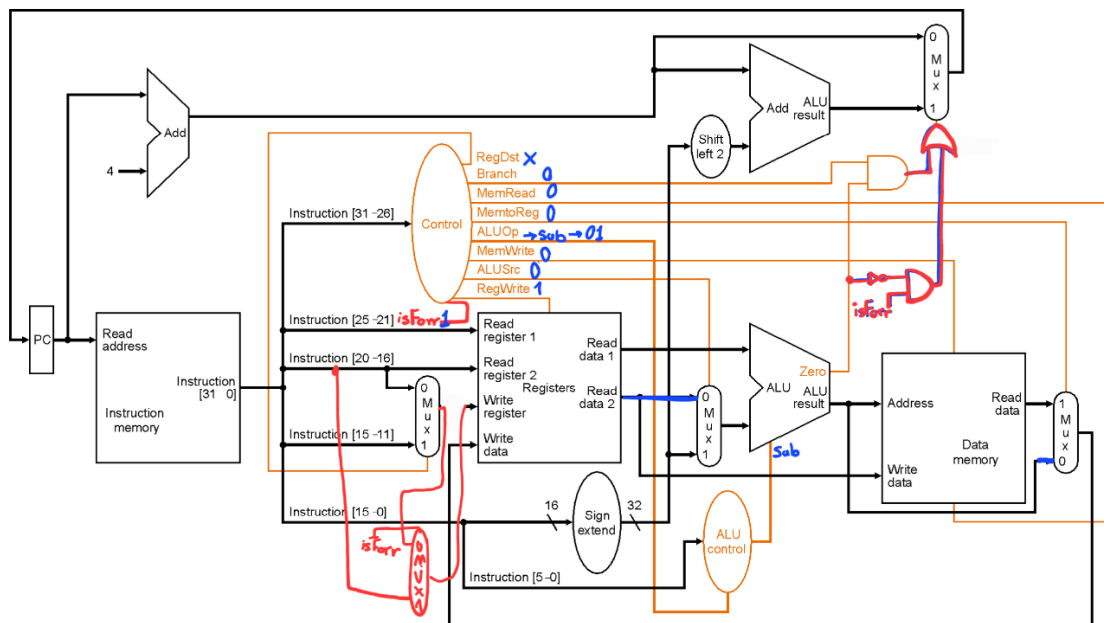 0
M
u
x
1
Add
Add
ALU
result
4
Shift
left 2
RegDst X
Branch 0
MemRead 0
MemtoReg 0
ALUOp → Sub → 01
MemWrite 0
ALUSrc 0
RegWrite 1
Control
Instruction [31–26]
isForr 1
isForr
PC
Read
address
Instruction
[31 0]
Instruction
memory
Instruction [25–21]
Instruction [20–16]
Instruction [15–11]
Instruction [15–0]
0
M
u
x
1
Read
register 1
Read
register 2
Write
register
Write
data
Registers
Read
data 1
Read
data 2
0
M
u
x
1
ALU
Zero
ALU
result
Sub
Address
Write
data
Read
data
Data
memory
1
M
u
x
0
16
Sign
extend
32
ALU
control
Instruction [5–0]
isForr
0
M
U
X
1